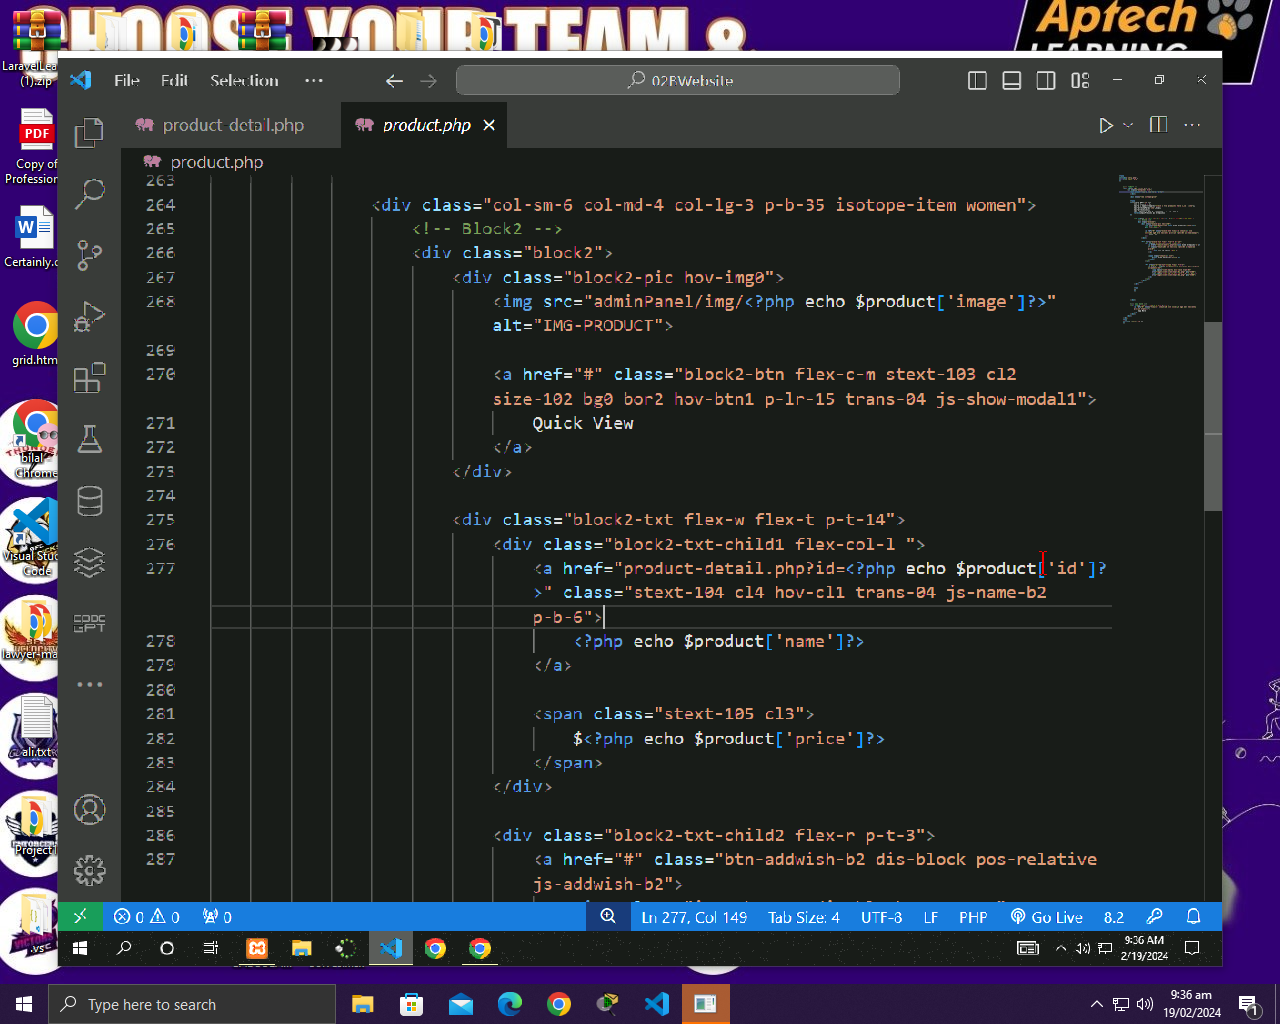 CHOOSE YOUR TEAM &
Aptech
LEARNING
LaravelLea
(1).zip
PDF
Copy of
Profession
Certainly.d
grid.htm
bilal -
Chrome
Visual Stud
Code
lawyer-ma
ali.txt
Project1
File Edit Selection ···
02BWebsite
product-detail.php
product.php
product.php
263
264 <div class="col-sm-6 col-md-4 col-lg-3 p-b-35 isotope-item women">
265 <!-- Block2 -->
266 <div class="block2">
267 <div class="block2-pic hov-img0">
268 <img src="adminPanel/img/<?php echo $product['image']?>"
alt="IMG-PRODUCT">
269
270 <a href="#" class="block2-btn flex-c-m stext-103 cl2
size-102 bg0 bor2 hov-btn1 p-lr-15 trans-04 js-show-modal1">
271 Quick View
272 </a>
273 </div>
274
275 <div class="block2-txt flex-w flex-t p-t-14">
276 <div class="block2-txt-child1 flex-col-l ">
277 <a href="product-detail.php?id=<?php echo $product['id']?
>" class="stext-104 cl4 hov-cl1 trans-04 js-name-b2
p-b-6">
278 <?php echo $product['name']?>
279 </a>
280
281 <span class="stext-105 cl3">
282 $<?php echo $product['price']?>
283 </span>
284 </div>
285
286 <div class="block2-txt-child2 flex-r p-t-3">
287 <a href="#" class="btn-addwish-b2 dis-block pos-relative
js-addwish-b2">
CODE
GPT
0 0 0 Ln 277, Col 149 Tab Size: 4 UTF-8 LF PHP Go Live 8.2
9:36 AM
2/19/2024
Type here to search
9:36 am
19/02/2024
1